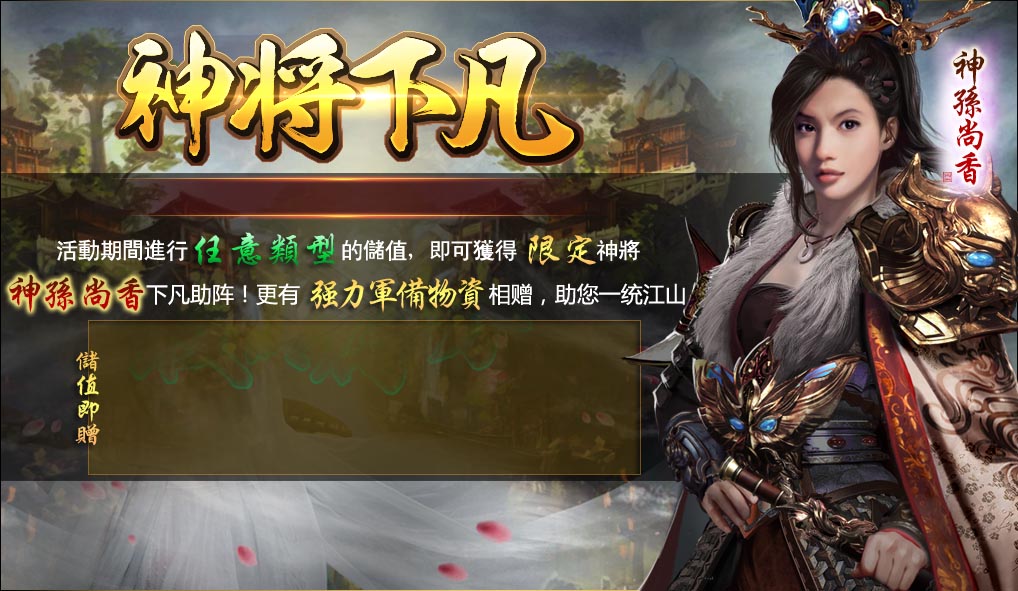 神将下凡
神孫尚香
活動期間進行任意類型的儲值，即可獲得限定神將
神孫尚香下凡助阵！更有强力軍備物資相赠，助您一统江山
儲值即贈